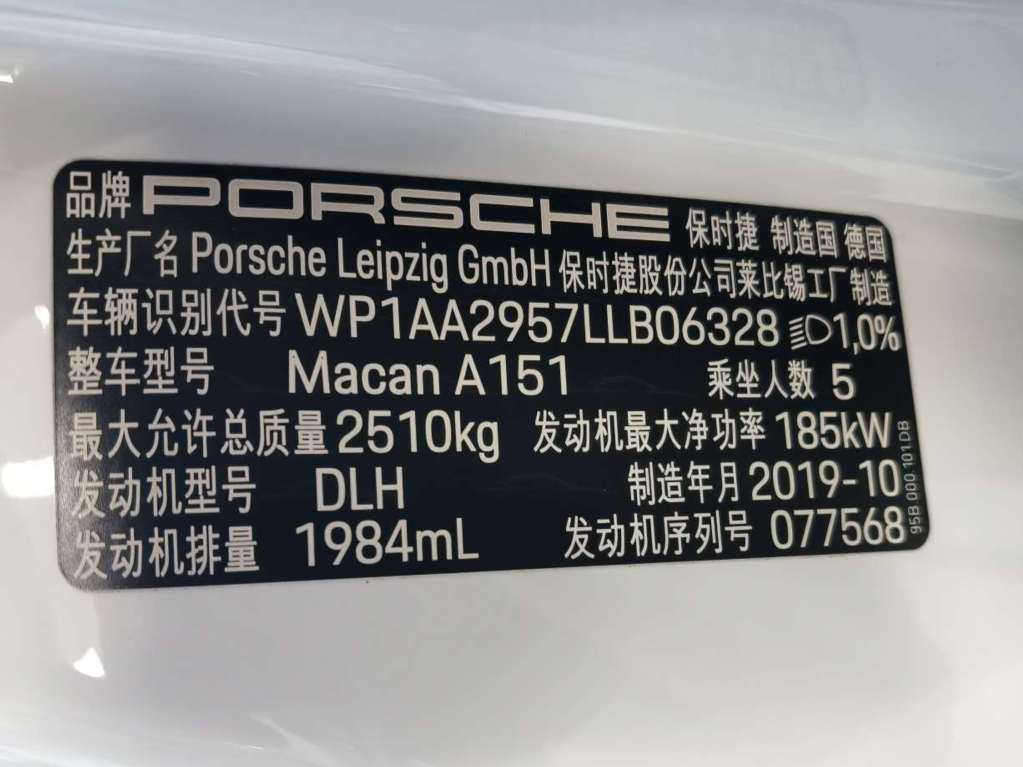 品牌 PORSCHE 保时捷 制造国 德国
生产厂名 Porsche Leipzig GmbH 保时捷股份公司莱比锡工厂制造
车辆识别代号 WP1AA2957LLB06328 1,0%
整车型号 Macan A151 乘坐人数 5
最大允许总质量 2510kg 发动机最大净功率 185kW
发动机型号 DLH 制造年月 2019-10
发动机排量 1984mL 发动机序列号 077568
95B.000.101.DB